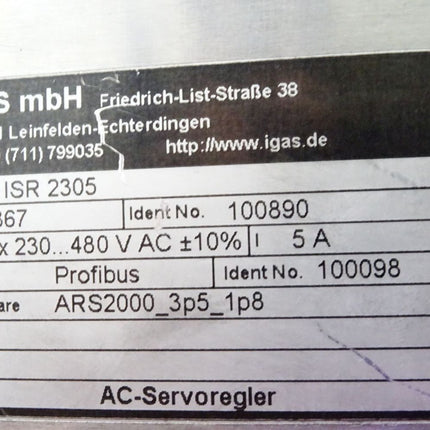 S mbH Friedrich-List-Straße 38
Leinfelden-Echterdingen
(711) 799035 http://www.igas.de
ISR 2305
367 Ident No. 100890
x 230...480 V AC ±10% I 5 A
Profibus Ident No. 100098
are ARS2000_3p5_1p8
AC-Servoregler